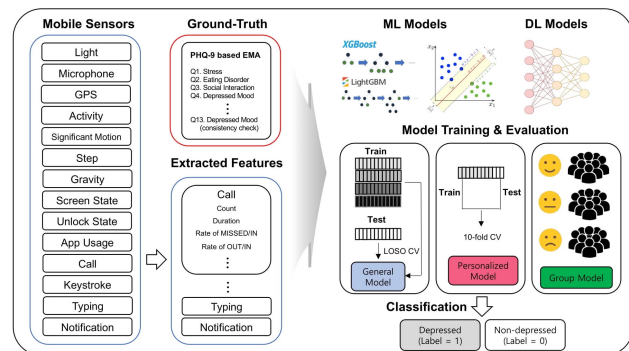 Mobile Sensors
Light
Microphone
GPS
Activity
Significant Motion
Step
Gravity
Screen State
Unlock State
App Usage
Call
Keystroke
Typing
Notification
Ground-Truth
PHQ-9 based EMA
Q1. Stress
Q2. Eating Disorder
Q3. Social Interaction
Q4. Depressed Mood
Q13. Depressed Mood
(consistency check)
Extracted Features
Call
Count
Duration
Rate of MISSED/IN
Rate of OUT/IN
Typing
Notification
ML Models
DL Models
XGBoost
LightGBM
x₂
x₁
Model Training & Evaluation
Train
Test
LOSO CV
General
Model
Train
Test
10-fold CV
Personalized
Model
Group Model
Classification
Depressed
(Label = 1)
Non-depressed
(Label = 0)